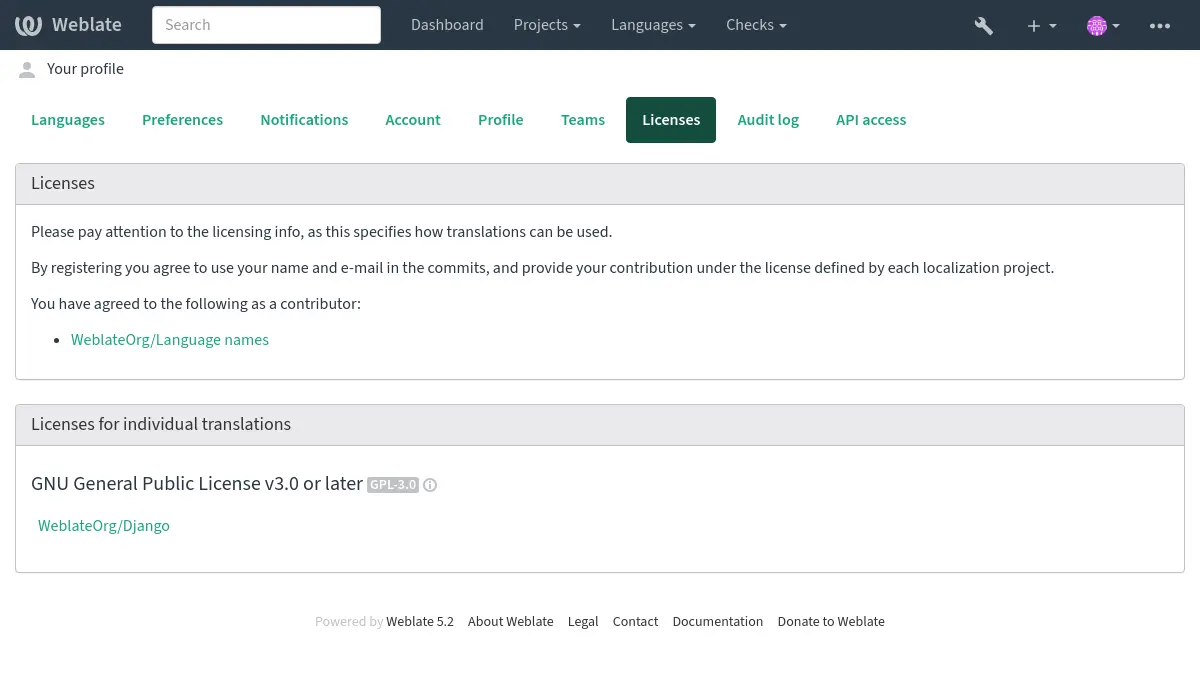 Weblate Search Dashboard Projects Languages Checks
Your profile
Languages Preferences Notifications Account Profile Teams Licenses Audit log API access
Licenses
Please pay attention to the licensing info, as this specifies how translations can be used.
By registering you agree to use your name and e-mail in the commits, and provide your contribution under the license defined by each localization project.
You have agreed to the following as a contributor:
WeblateOrg/Language names
Licenses for individual translations
GNU General Public License v3.0 or later GPL-3.0
WeblateOrg/Django
Powered by Weblate 5.2 About Weblate Legal Contact Documentation Donate to Weblate